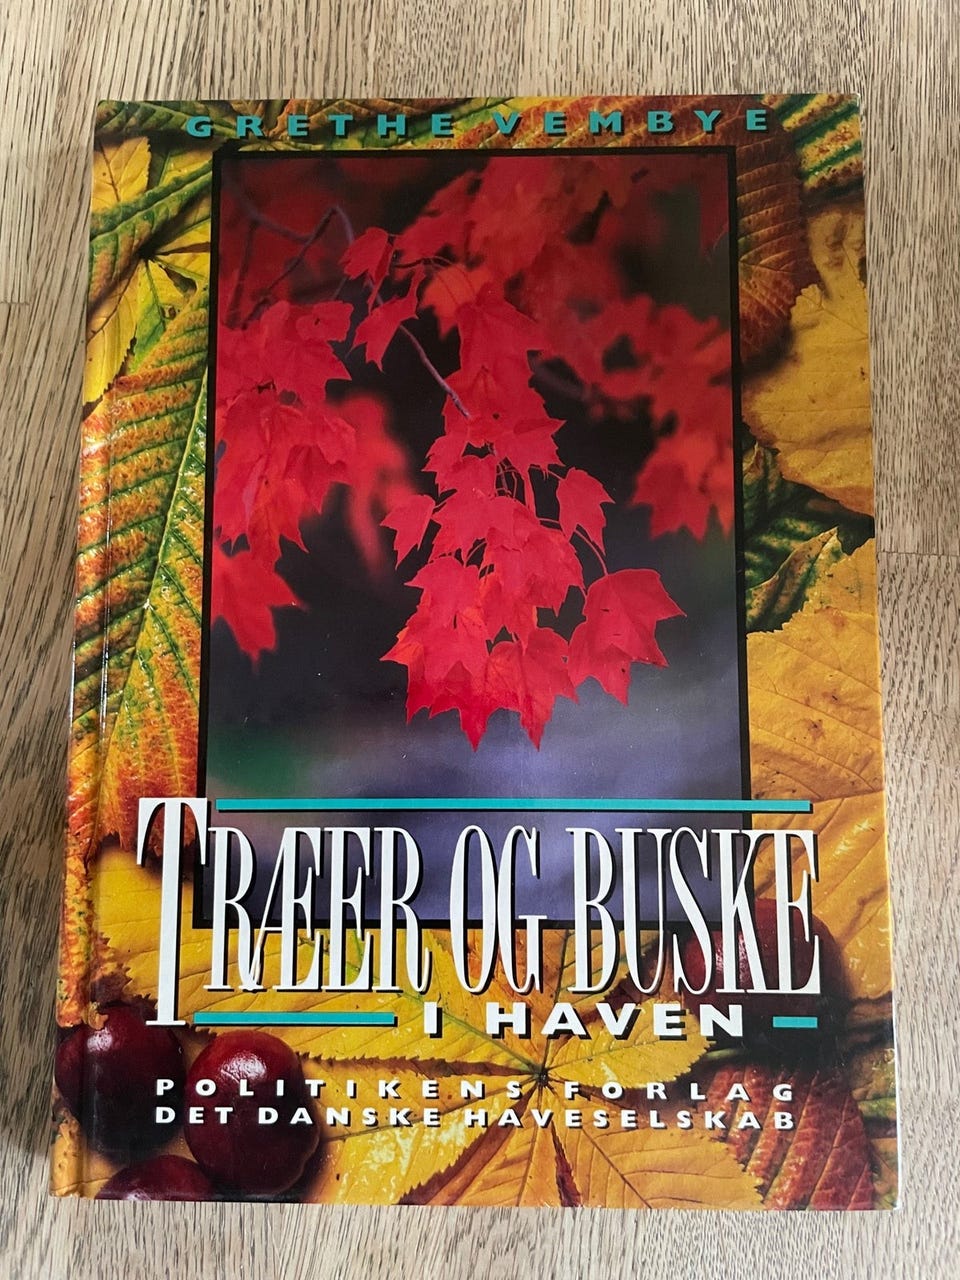 GRETHE VEMBYE
TRÆER OG BUSKE
I HAVEN
POLITIKENS FORLAG
DET DANSKE HAVESELSKAB